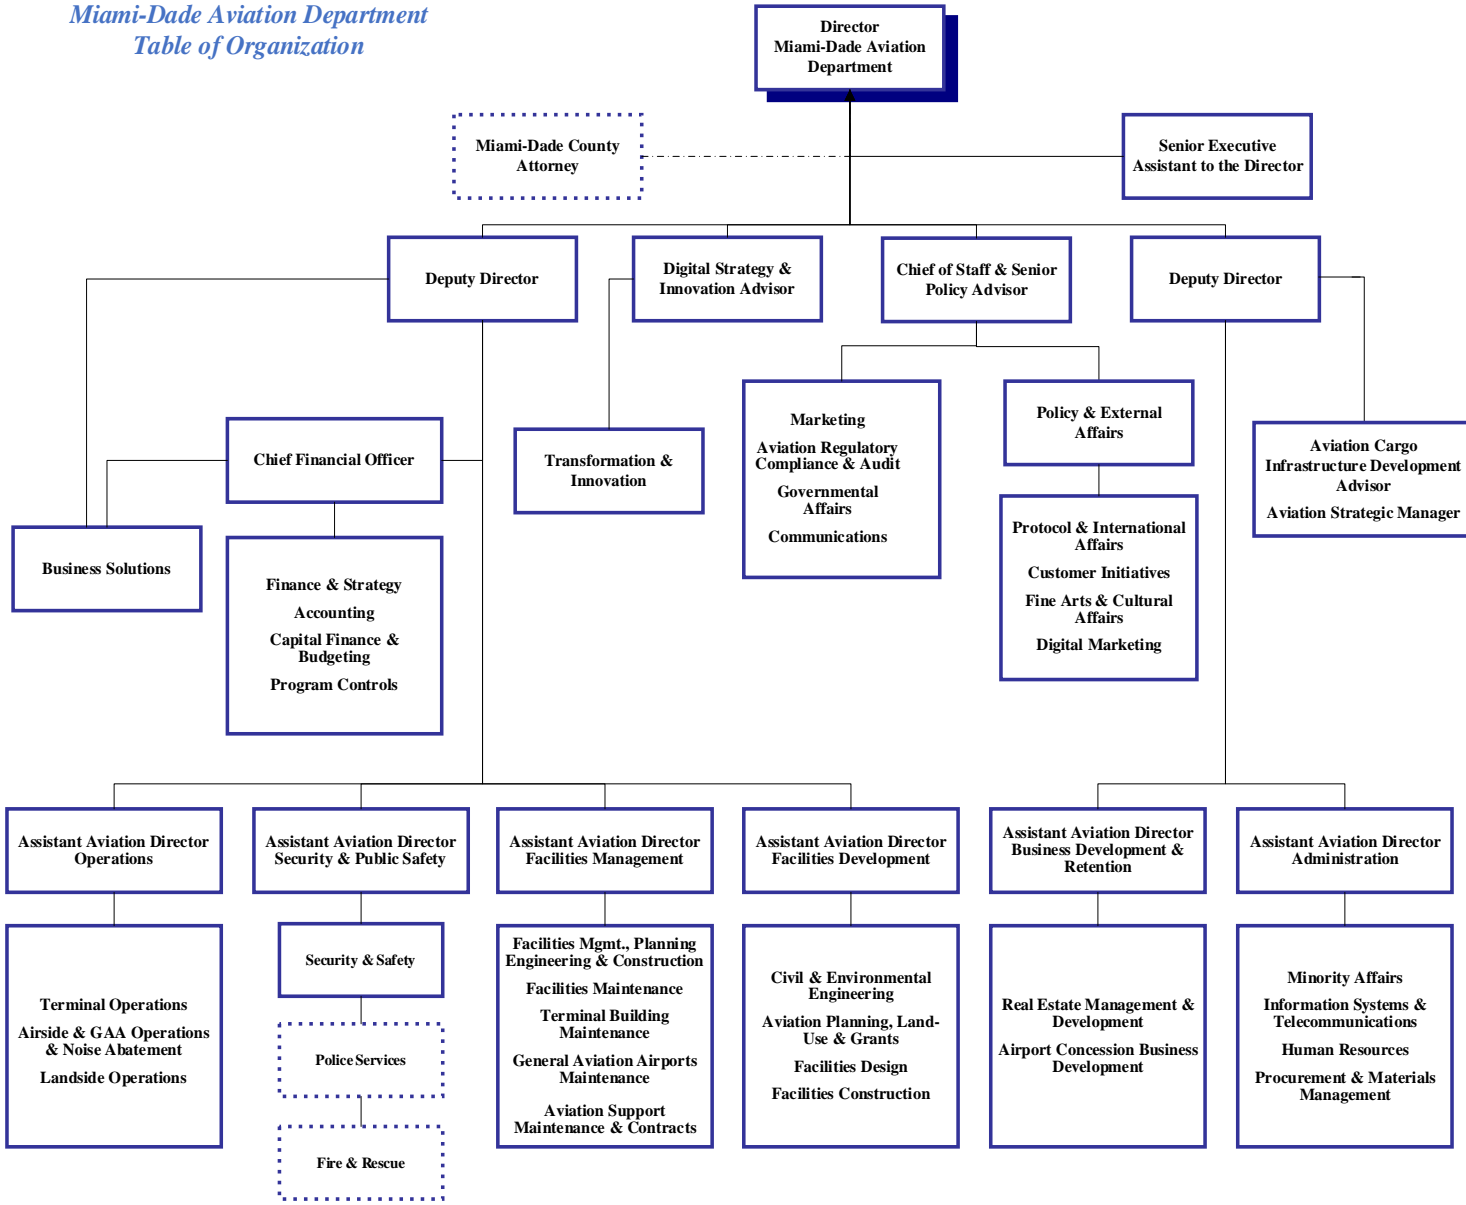 Miami-Dade Aviation Department
Table of Organization
Director
Miami-Dade Aviation
Department
Miami-Dade County
Attorney
Senior Executive
Assistant to the Director
Deputy Director
Digital Strategy &
Innovation Advisor
Chief of Staff & Senior
Policy Advisor
Deputy Director
Chief Financial Officer
Transformation &
Innovation
Marketing
Aviation Regulatory
Compliance & Audit
Governmental
Affairs
Communications
Policy & External
Affairs
Aviation Cargo
Infrastructure Development
Advisor
Aviation Strategic Manager
Business Solutions
Finance & Strategy
Accounting
Capital Finance &
Budgeting
Program Controls
Protocol & International
Affairs
Customer Initiatives
Fine Arts & Cultural
Affairs
Digital Marketing
Assistant Aviation Director
Operations
Assistant Aviation Director
Security & Public Safety
Assistant Aviation Director
Facilities Management
Assistant Aviation Director
Facilities Development
Assistant Aviation Director
Business Development &
Retention
Assistant Aviation Director
Administration
Terminal Operations
Airside & GAA Operations
& Noise Abatement
Landside Operations
Security & Safety
Police Services
Fire & Rescue
Facilities Mgmt., Planning
Engineering & Construction
Facilities Maintenance
Terminal Building
Maintenance
General Aviation Airports
Maintenance
Aviation Support
Maintenance & Contracts
Civil & Environmental
Engineering
Aviation Planning, Land-
Use & Grants
Facilities Design
Facilities Construction
Real Estate Management &
Development
Airport Concession Business
Development
Minority Affairs
Information Systems &
Telecommunications
Human Resources
Procurement & Materials
Management